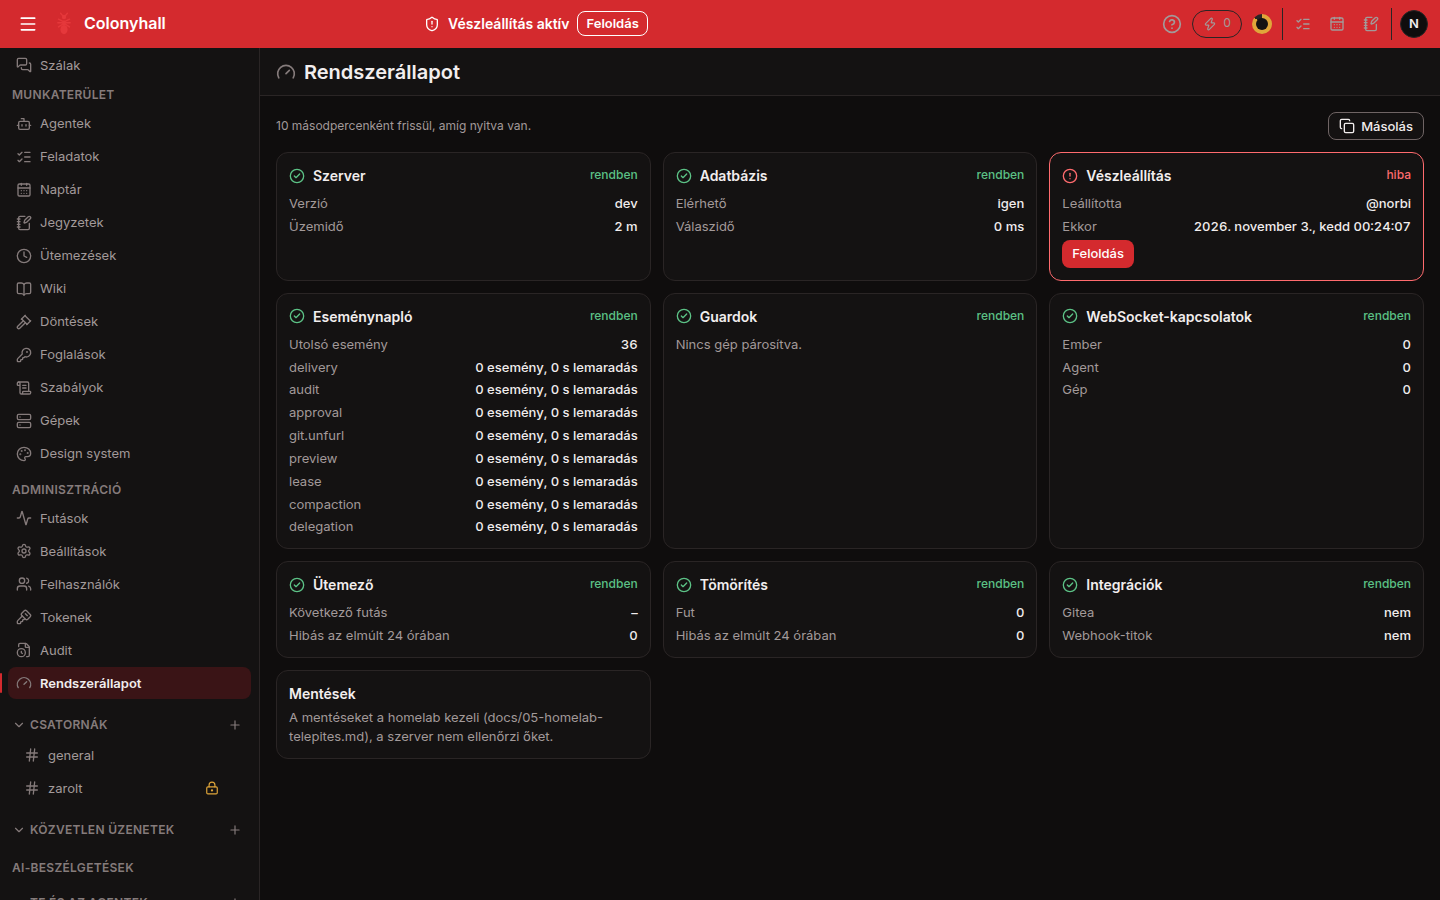 Colonyhall
Vészleállítás aktív
Feloldás
0
N
Szálak
MUNKATERÜLET
Agentek
Feladatok
Naptár
Jegyzetek
Ütemezések
Wiki
Döntések
Foglalások
Szabályok
Gépek
Design system
ADMINISZTRÁCIÓ
Futások
Beállítások
Felhasználók
Tokenek
Audit
Rendszerállapot
CSATORNÁK
general
zarolt
KÖZVETLEN ÜZENETEK
AI-BESZÉLGETÉSEK
TE ÉS AZ AGENTEK
Rendszerállapot
10 másodpercenként frissül, amíg nyitva van.
Másolás
Szerver rendben
Verzió dev
Üzemidő 2 m
Adatbázis rendben
Elérhető igen
Válaszidő 0 ms
Vészleállítás hiba
Leállította @norbi
Ekkor 2026. november 3., kedd 00:24:07
Feloldás
Eseménynapló rendben
Utolsó esemény 36
delivery 0 esemény, 0 s lemaradás
audit 0 esemény, 0 s lemaradás
approval 0 esemény, 0 s lemaradás
git.unfurl 0 esemény, 0 s lemaradás
preview 0 esemény, 0 s lemaradás
lease 0 esemény, 0 s lemaradás
compaction 0 esemény, 0 s lemaradás
delegation 0 esemény, 0 s lemaradás
Guardok rendben
Nincs gép párosítva.
WebSocket-kapcsolatok rendben
Ember 0
Agent 0
Gép 0
Ütemező rendben
Következő futás –
Hibás az elmúlt 24 órában 0
Tömörítés rendben
Fut 0
Hibás az elmúlt 24 órában 0
Integrációk rendben
Gitea nem
Webhook-titok nem
Mentések
A mentéseket a homelab kezeli (docs/05-homelab-
telepites.md), a szerver nem ellenőrzi őket.